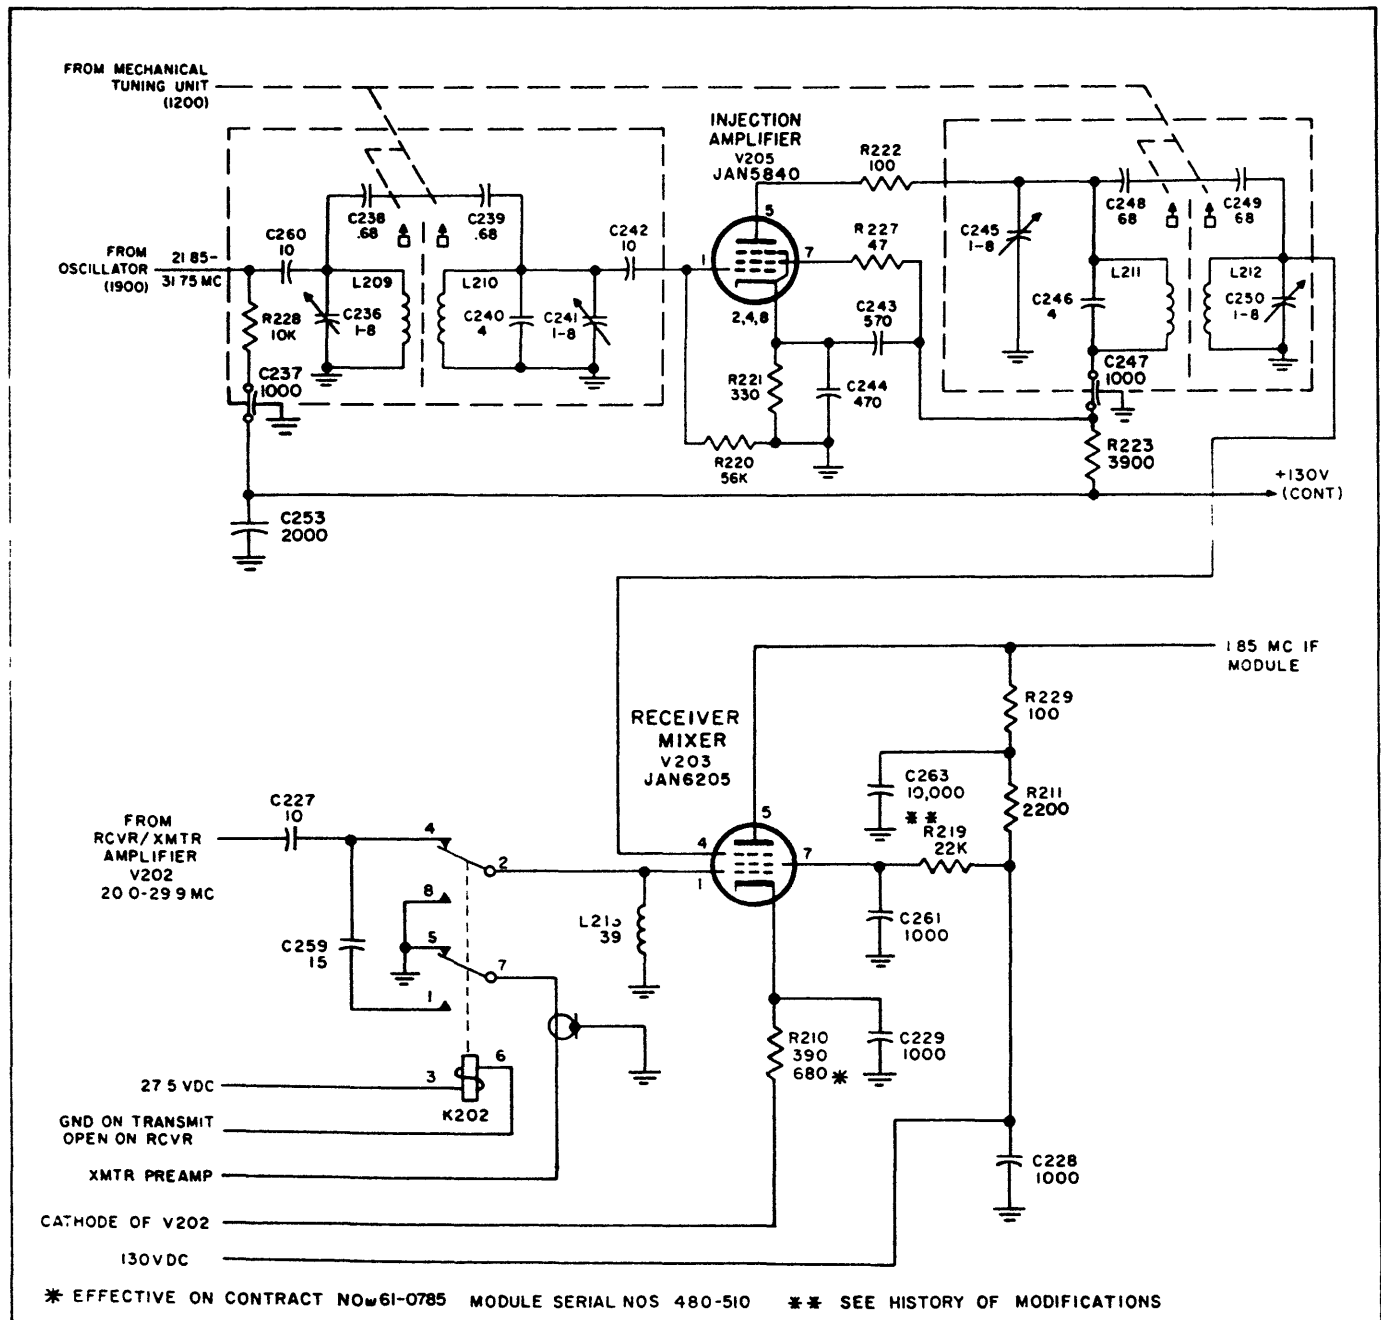 FROM MECHANICAL
TUNING UNIT
(1200)
INJECTION
AMPLIFIER
V205
JAN5840
R222
100
5
C238
.68
C239
.68
C248
68
C249
68
C260
10
C242
10
R227
47
C245
1-8
FROM
OSCILLATOR
(1900)
21 85-
31 75 MC
L209
L210
1
7
L211
L212
R228
10K
C236
1-8
C240
4
C241
1-8
2,4,8
C243
570
C246
4
C250
1-8
C237
1000
R221
330
C244
470
C247
1000
R220
56K
R223
3900
+130V
(CONT)
C253
2000
1 85 MC IF
MODULE
RECEIVER
MIXER
V203
JAN6205
R229
100
C263
10,000
**
R211
2200
C227
10
FROM
RCVR/XMTR
AMPLIFIER
V202
20 0-29 9 MC
4
2
5
4
1
7
R219
22K
8
C259
15
5
7
1
L21
39
C261
1000
R210
390
680 *
C229
1000
6
3
27 5 VDC
K202
GND ON TRANSMIT
OPEN ON RCVR
XMTR PREAMP
C228
1000
CATHODE OF V202
130VDC
* EFFECTIVE ON CONTRACT NOw61-0785 MODULE SERIAL NOS 480-510 ** SEE HISTORY OF MODIFICATIONS